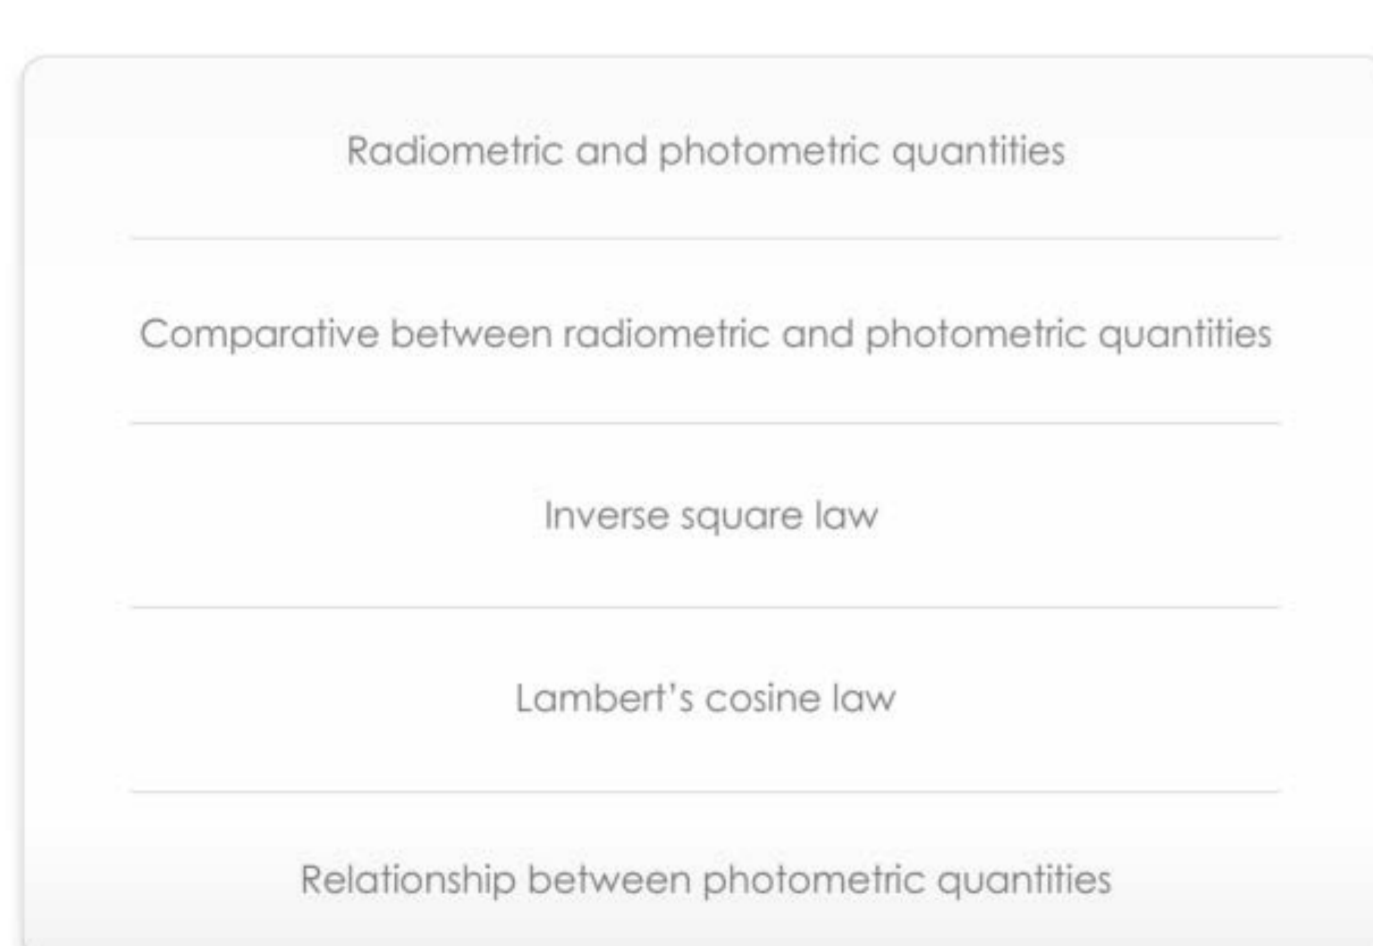 Radiometric and photometric quantities
Comparative between radiometric and photometric quantities
Inverse square law
Lambert’s cosine law
Relationship between photometric quantities